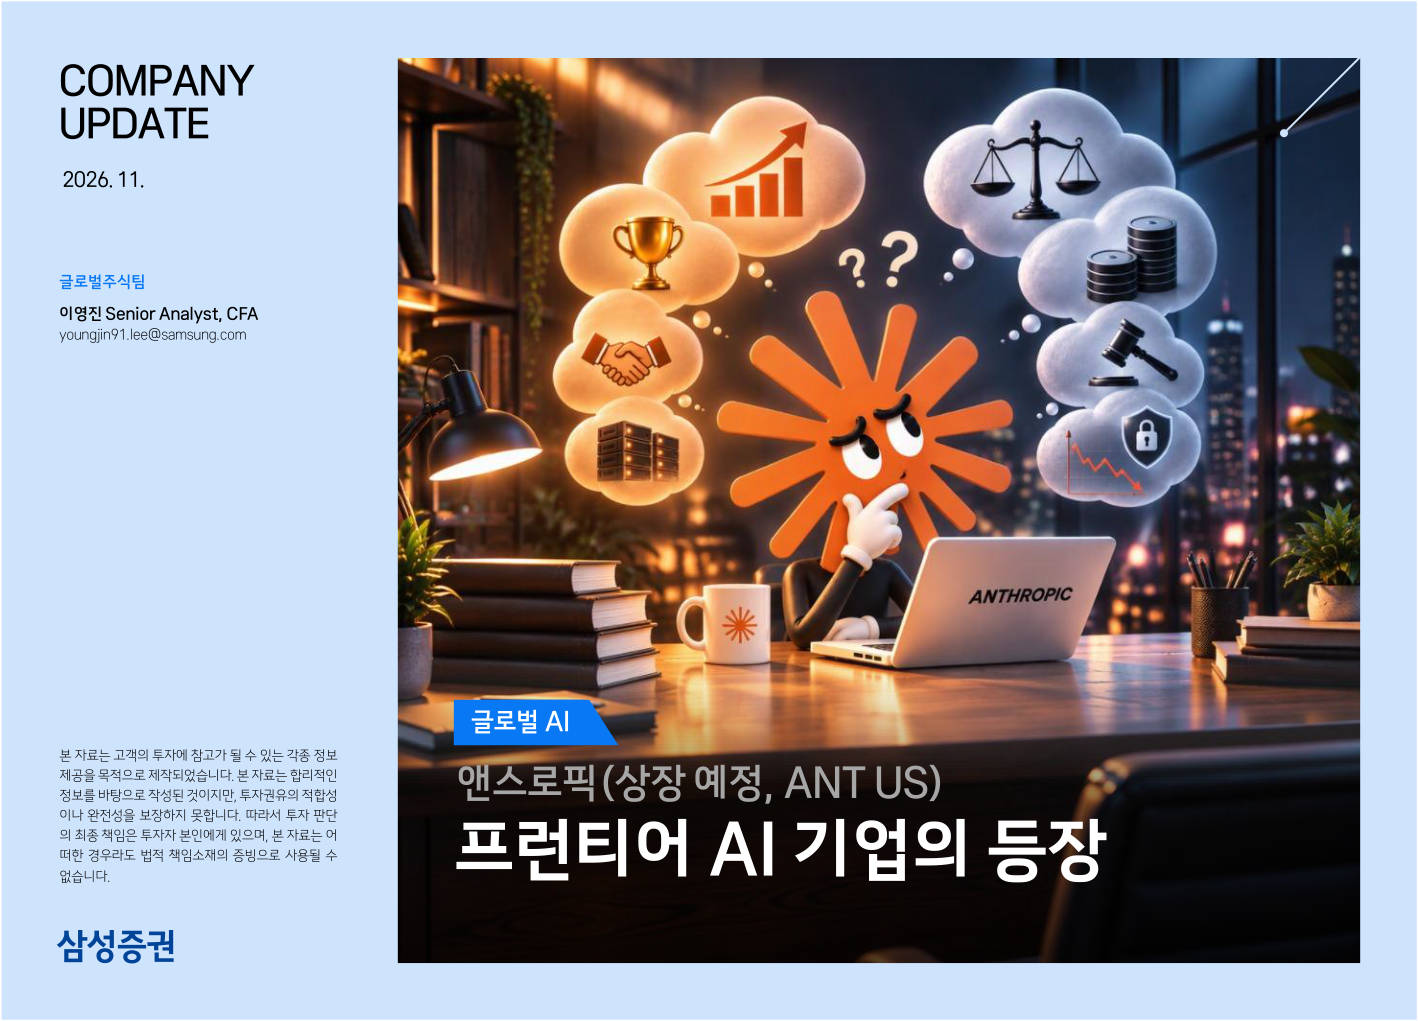 COMPANY
UPDATE
2026. 11.
글로벌주식팀
이영진 Senior Analyst, CFA
youngjin91.lee@samsung.com
본 자료는 고객의 투자에 참고가 될 수 있는 각종 정보
제공을 목적으로 제작되었습니다. 본 자료는 합리적인
정보를 바탕으로 작성된 것이지만, 투자권유의 적합성
이나 완전성을 보장하지 못합니다. 따라서 투자 판단
의 최종 책임은 투자자 본인에게 있으며, 본 자료는 어
떠한 경우라도 법적 책임소재의 증빙으로 사용될 수
없습니다.
삼성증권
? ?
ANTHROPIC
글로벌 AI
앤스로픽(상장 예정, ANT US)
프런티어 AI 기업의 등장